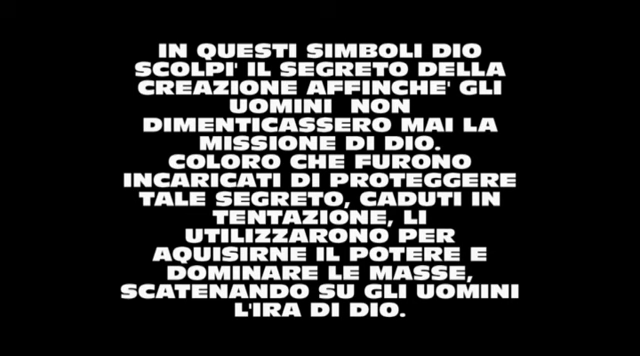 IN QUESTI SIMBOLI DIO
SCOLPI' IL SEGRETO DELLA
CREAZIONE AFFINCHE' GLI
UOMINI  NON
DIMENTICASSERO MAI LA
MISSIONE DI DIO.
COLORO CHE FURONO
INCARICATI DI PROTEGGERE
TALE SEGRETO, CADUTI IN
TENTAZIONE, LI
UTILIZZARONO PER
AQUISIRNE IL POTERE E
DOMINARE LE MASSE,
SCATENANDO SU GLI UOMINI
L'IRA DI DIO.